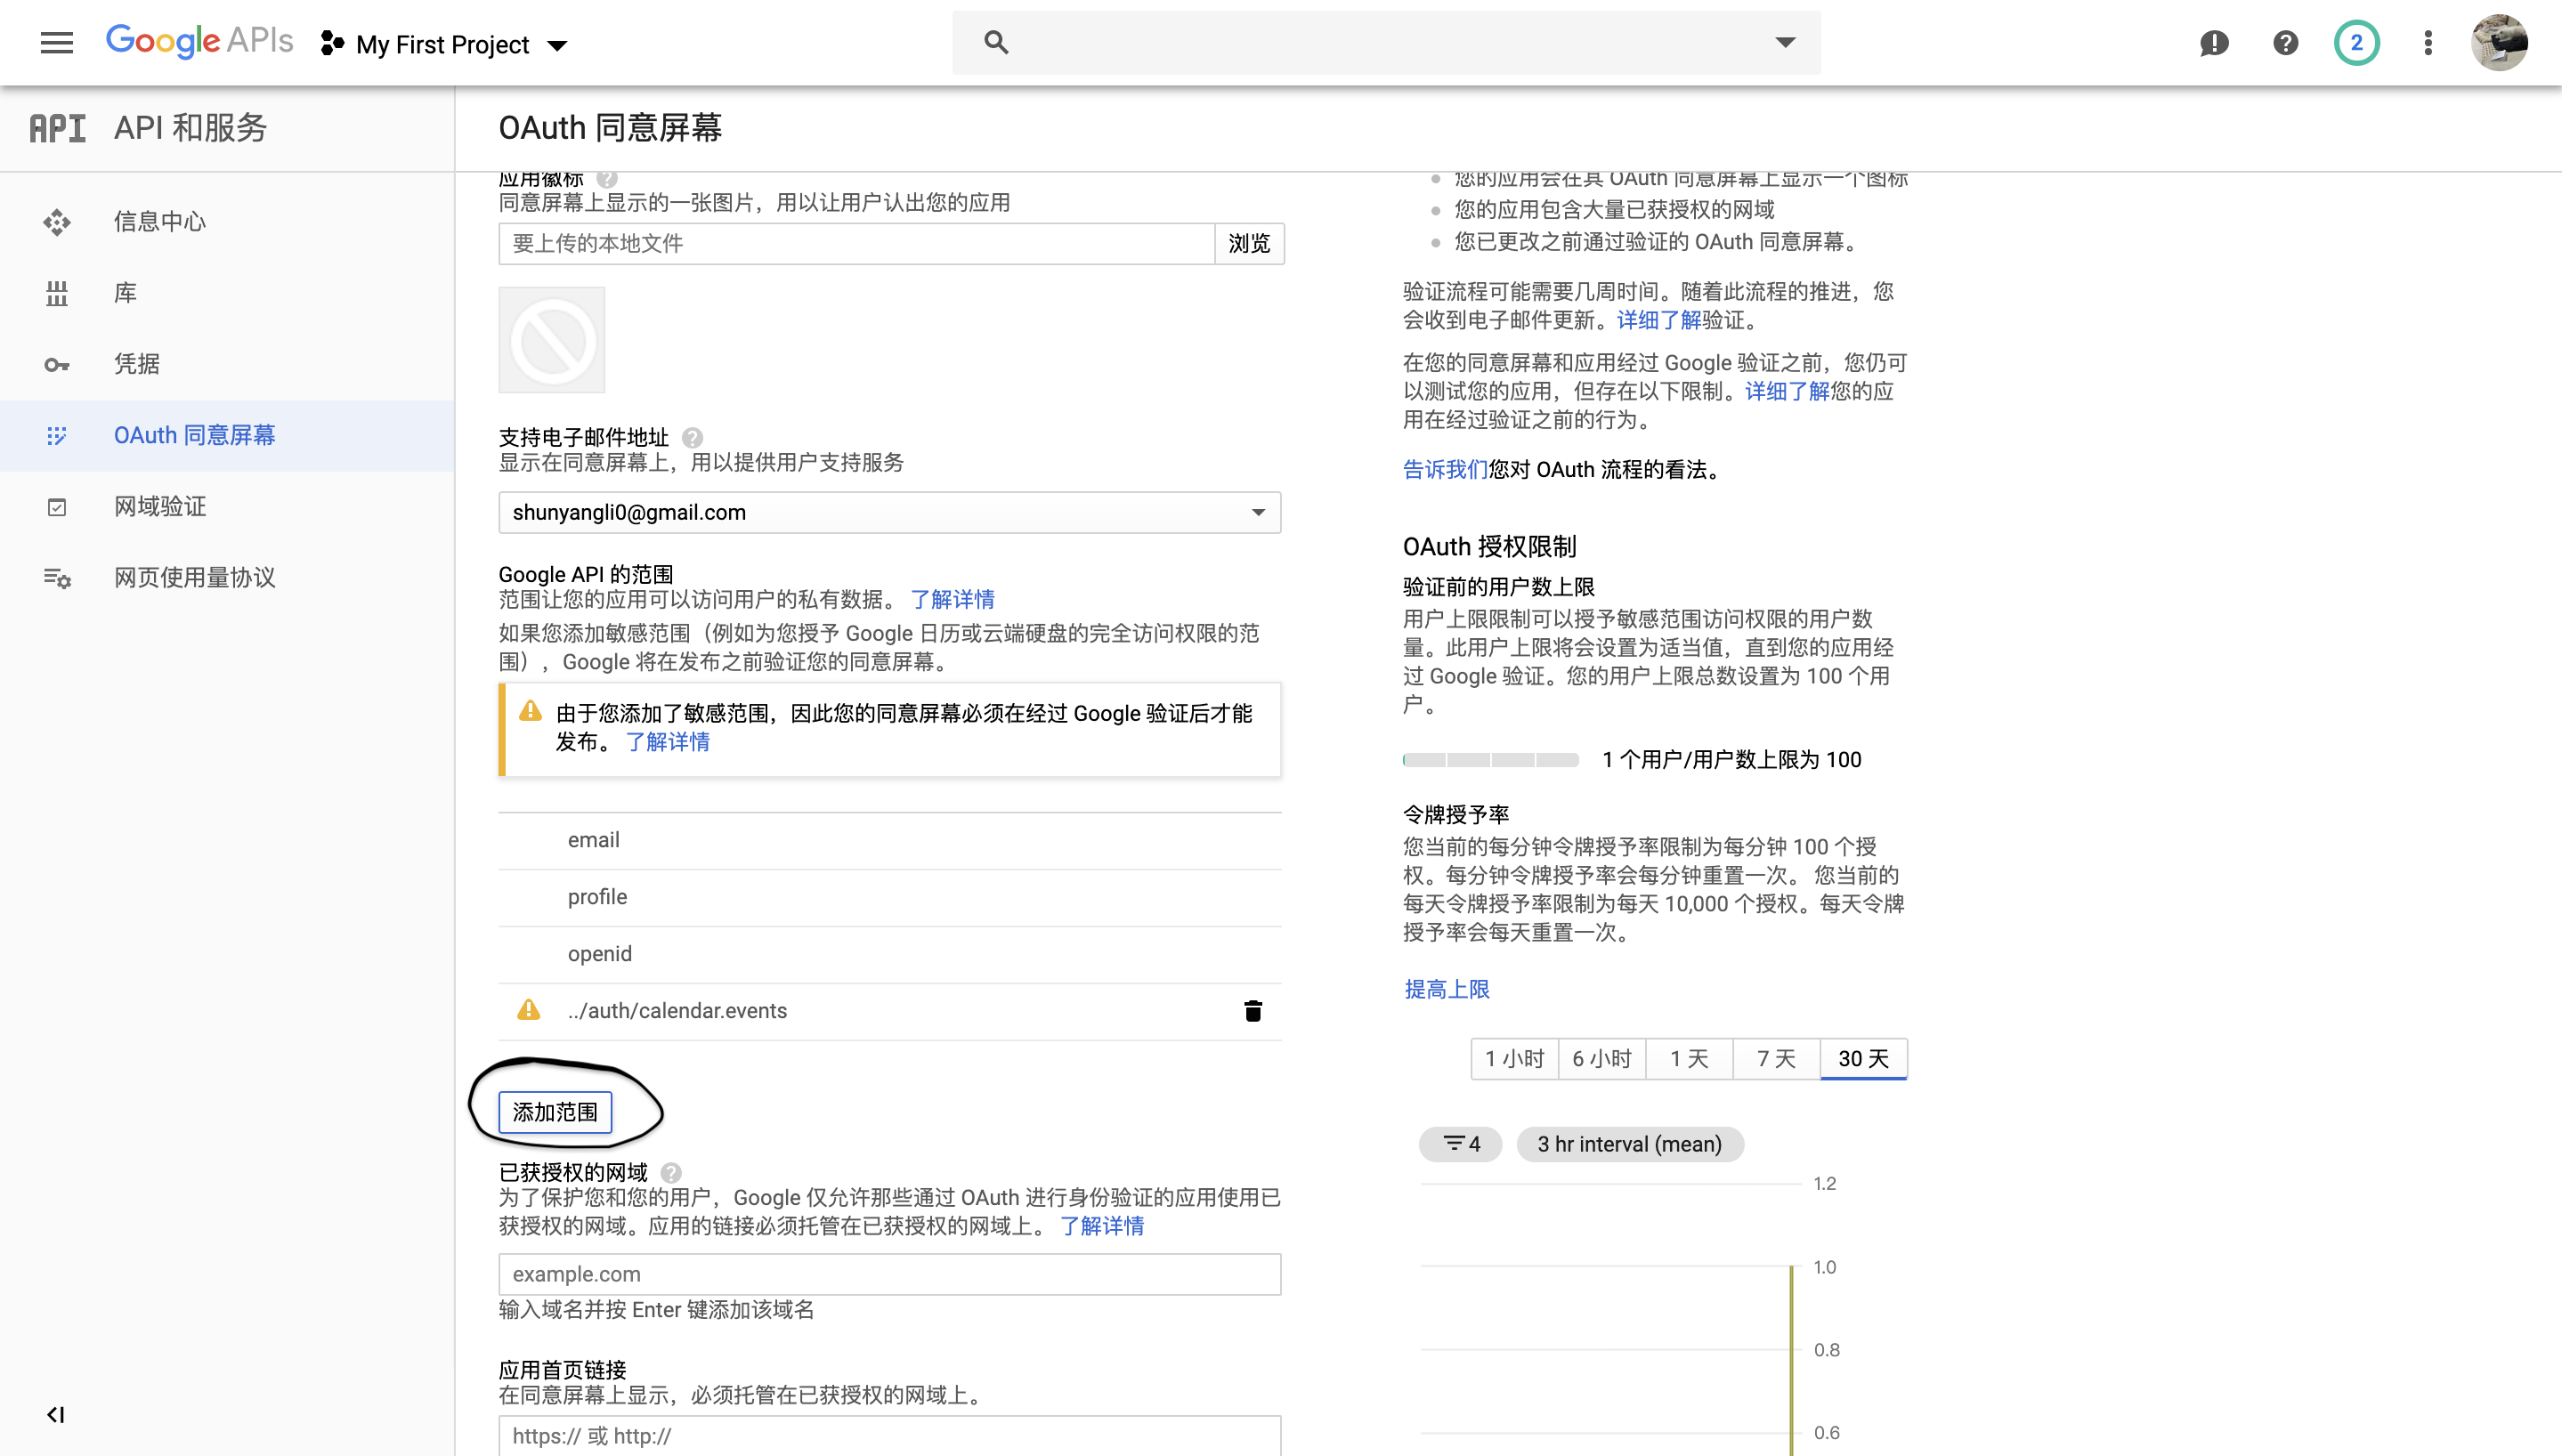 Google APIs
My First Project
2
API API 和服务
信息中心
库
凭据
OAuth 同意屏幕
网域验证
网页使用量协议
OAuth 同意屏幕
应用徽标
同意屏幕上显示的一张图片，用以让用户认出您的应用
要上传的本地文件 浏览
支持电子邮件地址
显示在同意屏幕上，用以提供用户支持服务
shunyangli0@gmail.com
Google API 的范围
范围让您的应用可以访问用户的私有数据。 了解详情
如果您添加敏感范围（例如为您授予 Google 日历或云端硬盘的完全访问权限的范
围），Google 将在发布之前验证您的同意屏幕。
由于您添加了敏感范围，因此您的同意屏幕必须在经过 Google 验证后才能
发布。 了解详情
email
profile
openid
../auth/calendar.events
添加范围
已获授权的网域
为了保护您和您的用户，Google 仅允许那些通过 OAuth 进行身份验证的应用使用已
获授权的网域。应用的链接必须托管在已获授权的网域上。 了解详情
example.com
输入域名并按 Enter 键添加该域名
应用首页链接
在同意屏幕上显示，必须托管在已获授权的网域上。
https:// 或 http://
您的应用会在其 OAuth 同意屏幕上显示一个图标
您的应用包含大量已获授权的网域
您已更改之前通过验证的 OAuth 同意屏幕。
验证流程可能需要几周时间。随着此流程的推进，您
会收到电子邮件更新。详细了解验证。
在您的同意屏幕和应用经过 Google 验证之前，您仍可
以测试您的应用，但存在以下限制。详细了解您的应
用在经过验证之前的行为。
告诉我们您对 OAuth 流程的看法。
OAuth 授权限制
验证前的用户数上限
用户上限限制可以授予敏感范围访问权限的用户数
量。此用户上限将会设置为适当值，直到您的应用经
过 Google 验证。您的用户上限总数设置为 100 个用
户。
1 个用户/用户数上限为 100
令牌授予率
您当前的每分钟令牌授予率限制为每分钟 100 个授
权。每分钟令牌授予率会每分钟重置一次。 您当前的
每天令牌授予率限制为每天 10,000 个授权。每天令牌
授予率会每天重置一次。
提高上限
1 小时 6 小时 1 天 7 天 30 天
4 3 hr interval (mean)
1.2
1.0
0.8
0.6